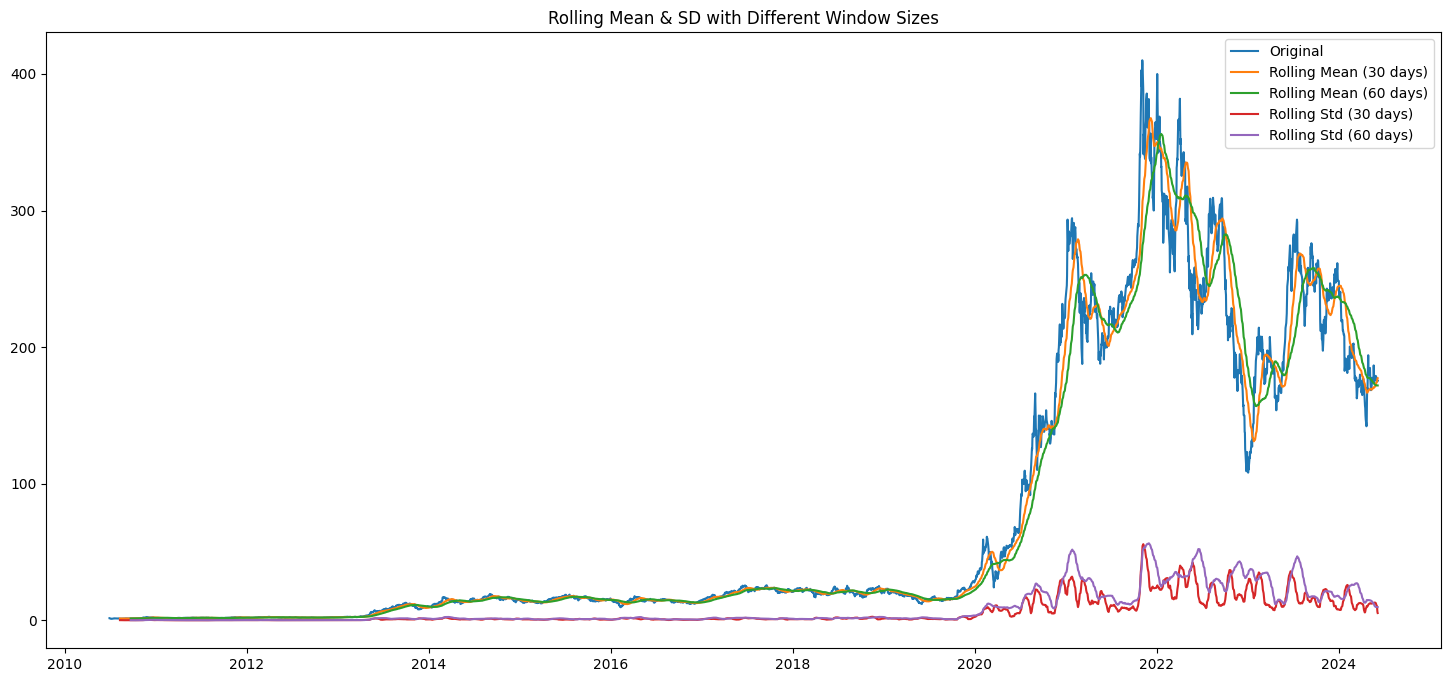 Rolling Mean & SD with Different Window Sizes
Original
Rolling Mean (30 days)
Rolling Mean (60 days)
Rolling Std (30 days)
Rolling Std (60 days)
400
300
200
100
0
2010 2012 2014 2016 2018 2020 2022 2024